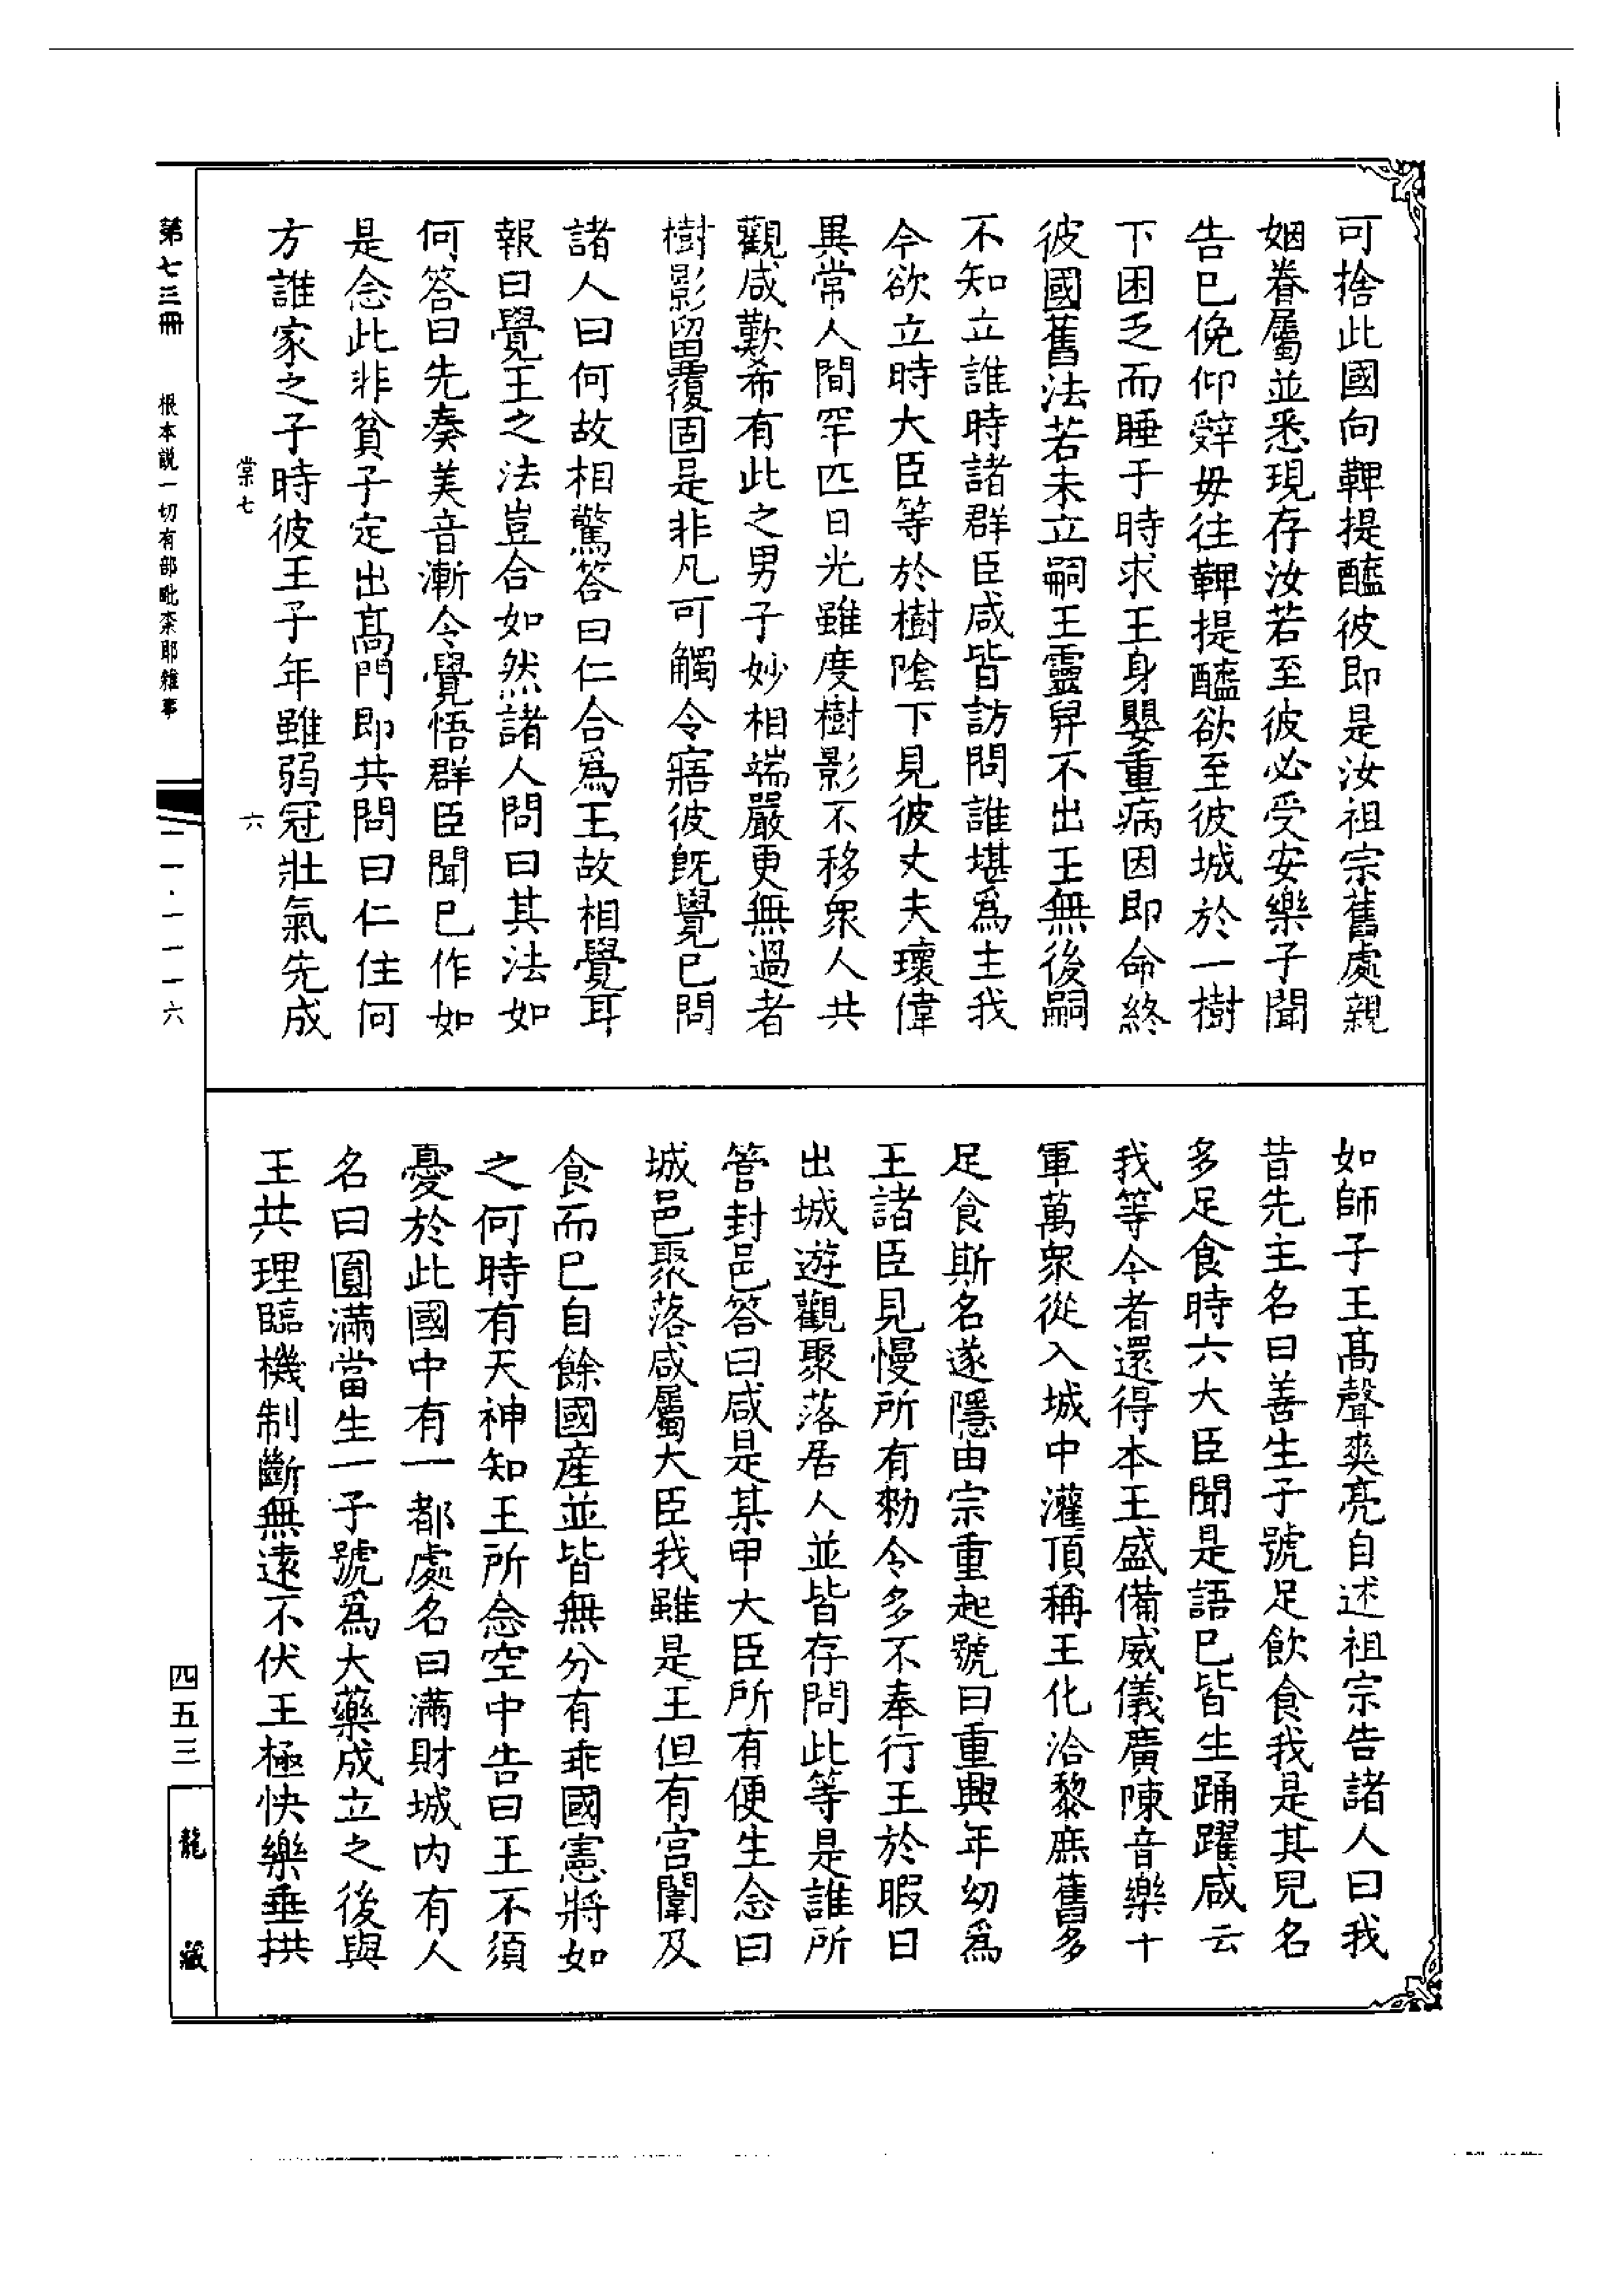 可捨此國向鞞提醯彼即是汝祖宗舊處親
姻眷屬並悉現存汝若至彼必受安樂子聞
告已俛仰辤毋往鞞提醯欲至彼城於一樹
下困乏而睡于時求王身嬰重病因即命終
彼國舊法若未立嗣王靈舁不出王無後嗣
不知立誰時諸群臣咸皆訪問誰堪爲主我
今欲立時大臣等於樹隂下見彼丈夫瓌偉
異常人間罕匹日光雖度樹影不移衆人共
觀咸歎希有此之男子妙相端嚴更無過者
樹影留覆固是非凡可觸令寤彼既覺已問
諸人曰何故相驚答曰仁合爲王故相覺耳
報曰覺王之法豈合如然諸人問曰其法如
何答曰先奏美音漸令覺悟群臣聞已作如
是念此非貧子定出髙門即共問曰仁住何
方誰家之子時彼王子年雖弱冠壯氣先成
如師子王髙聲爽亮自述祖宗告諸人曰我
昔先主名曰善生子號足飲食我是其兒名
多足食時六大臣聞是語已皆生踊躍咸云
我等今者還得本王盛備威儀廣陳音樂十
軍萬衆從入城中灌頂稱王化洽黎庶舊多
足食斯名遂隱由宗重起號曰重興年幼爲
王諸臣見慢所有勑令多不奉行王於暇日
出城遊觀聚落居人並皆存問此等是誰所
管封邑答曰咸是某甲大臣所有便生念曰
城邑聚落咸屬大臣我雖是王但有宫闈及
食而已自餘國産並皆無分有乖國憲將如
之何時有天神知王所念空中告曰王不須
憂於此國中有一都處名曰滿財城内有人
名曰圓滿當生一子號爲大藥成立之後與
王共理臨機制斷無遠不伏王極快樂垂拱
棠七
六
第七三冊
根本説一切有部毗柰耶雜事
一一·一一一六
四五三
龍藏